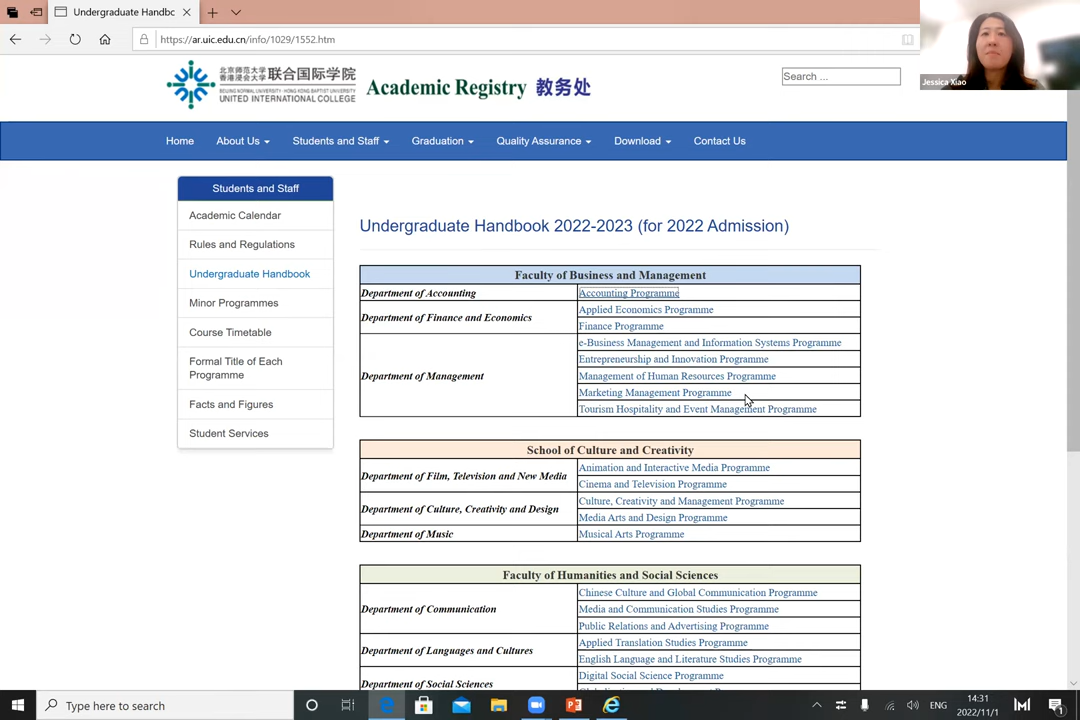 Undergraduate Handbc
https://ar.uic.edu.cn/info/1029/1552.htm
Jessica Xiao
北京师范大学
香港浸会大学
联合国际学院
BEIJING NORMAL UNIVERSITY · HONG KONG BAPTIST UNIVERSITY
UNITED INTERNATIONAL COLLEGE
Academic Registry 教务处
Search ...
Home
About Us
Students and Staff
Graduation
Quality Assurance
Download
Contact Us
Students and Staff
Academic Calendar
Rules and Regulations
Undergraduate Handbook
Minor Programmes
Course Timetable
Formal Title of Each
Programme
Facts and Figures
Student Services
Undergraduate Handbook 2022-2023 (for 2022 Admission)
Faculty of Business and Management
Department of Accounting
Accounting Programme
Department of Finance and Economics
Applied Economics Programme
Finance Programme
Department of Management
e-Business Management and Information Systems Programme
Entrepreneurship and Innovation Programme
Management of Human Resources Programme
Marketing Management Programme
Tourism Hospitality and Event Management Programme
School of Culture and Creativity
Department of Film, Television and New Media
Animation and Interactive Media Programme
Cinema and Television Programme
Department of Culture, Creativity and Design
Culture, Creativity and Management Programme
Media Arts and Design Programme
Department of Music
Musical Arts Programme
Faculty of Humanities and Social Sciences
Department of Communication
Chinese Culture and Global Communication Programme
Media and Communication Studies Programme
Public Relations and Advertising Programme
Department of Languages and Cultures
Applied Translation Studies Programme
English Language and Literature Studies Programme
Department of Social Sciences
Digital Social Science Programme
Type here to search
ENG
14:31
2022/11/1